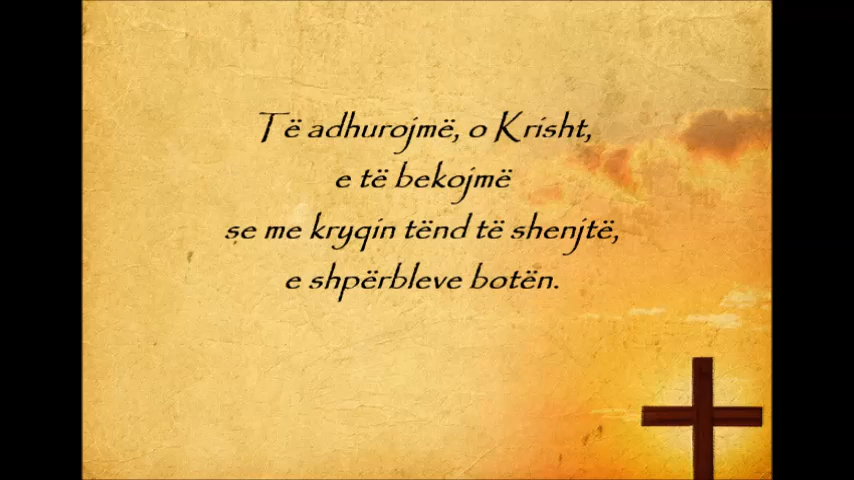 Të adhurojmë, o Krisht,
e të bekojmë
se me kryqin tënd të shenjtë,
e shpërbleve botën.